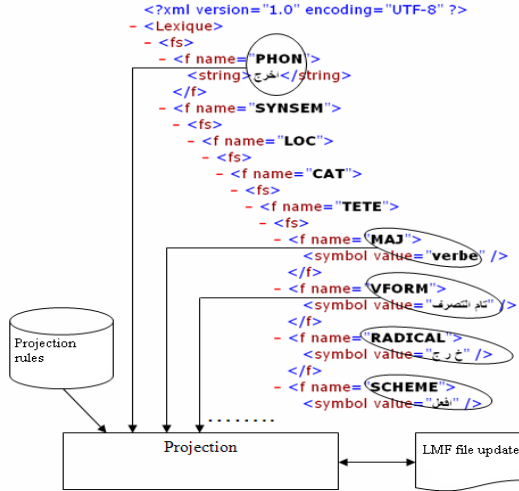 <?xml version="1.0" encoding="UTF-8" ?>
- <Lexique>
- <fs>
- <f name="PHON">
<string>اخرج</string>
</f>
- <f name="SYNSEM">
- <fs>
- <f name="LOC">
- <fs>
- <f name="CAT">
- <fs>
- <f name="TETE">
- <fs>
- <f name="MAJ">
<symbol value="verbe" />
</f>
- <f name="VFORM">
<symbol value="تام التصرف" />
</f>
- <f name="RADICAL">
<symbol value="خ ر ج" />
</f>
- <f name="SCHEME">
<symbol value="افعل" />
........
Projection
rules
Projection
LMF file update